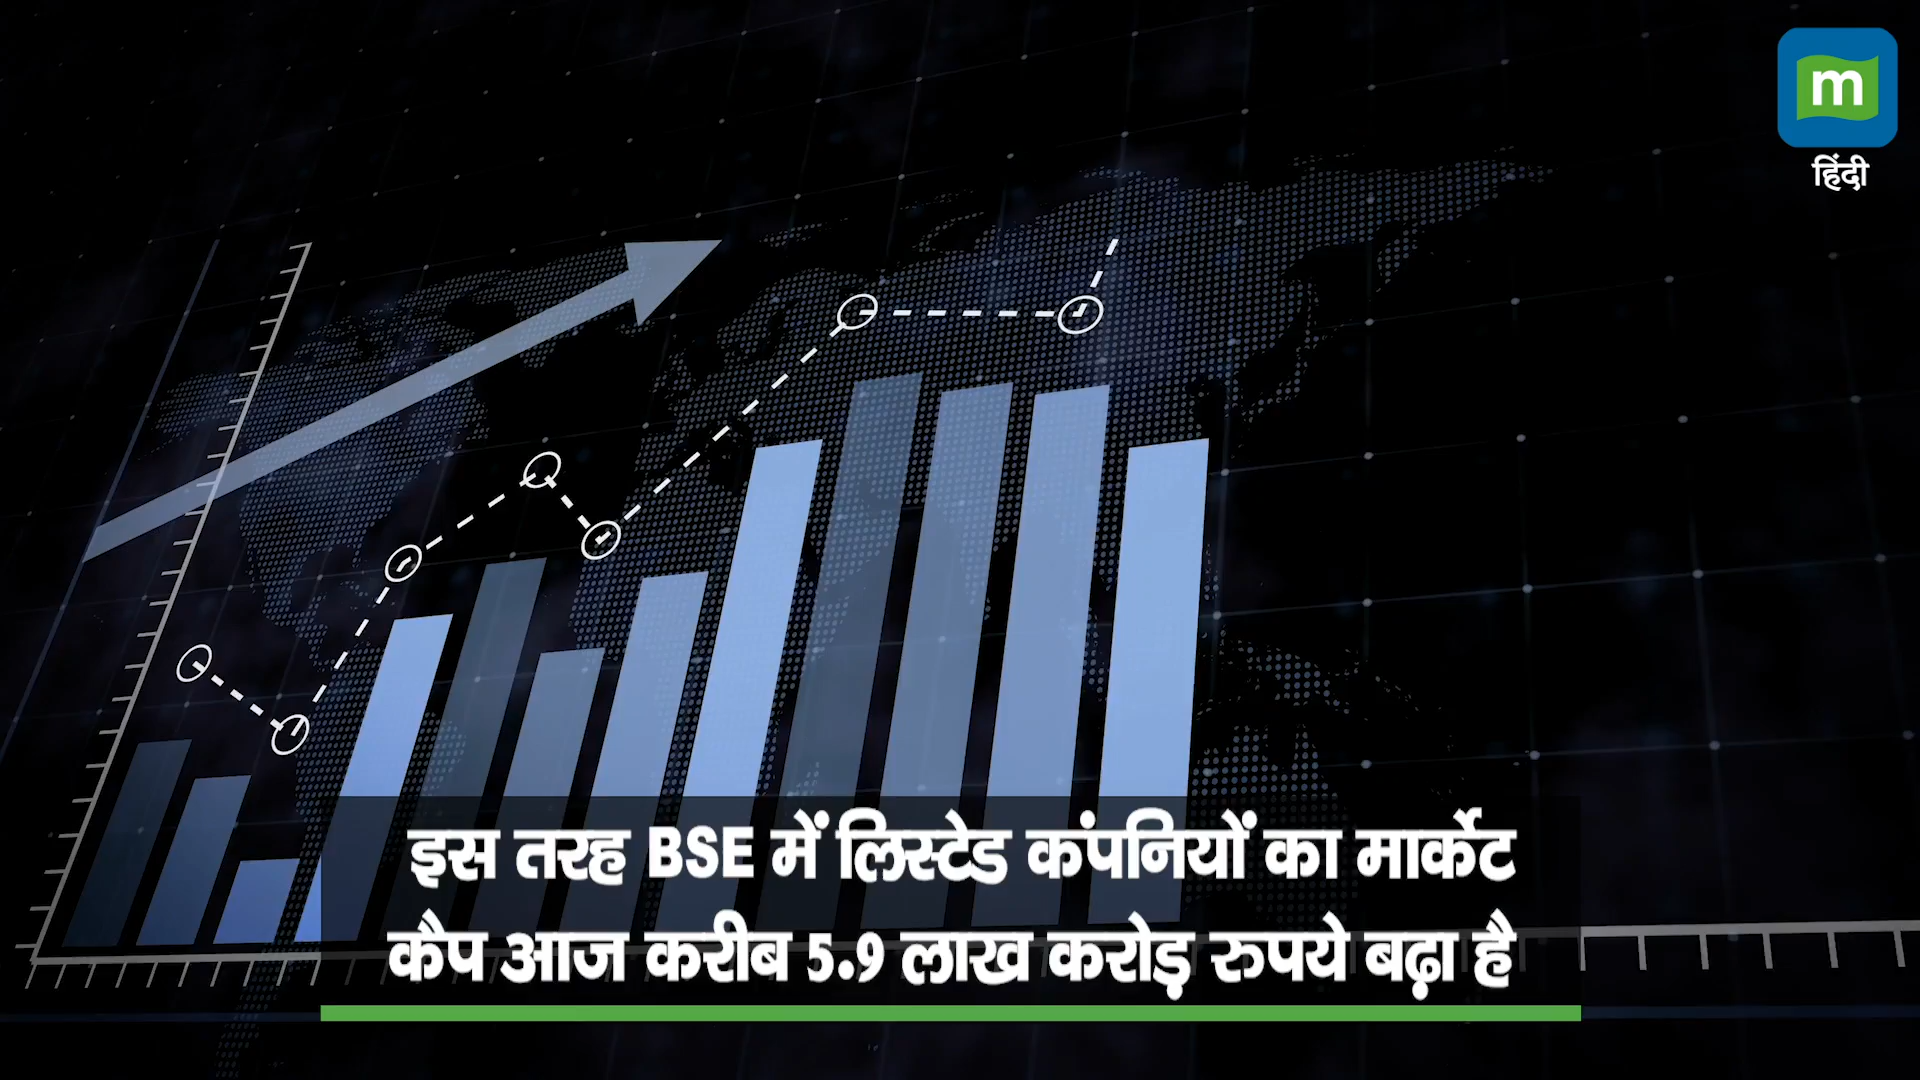 m
हिंदी
इस तरह BSE में लिस्टेड कंपनियों का मार्केट
कैप आज करीब 5.9 लाख करोड़ रुपये बढ़ा है